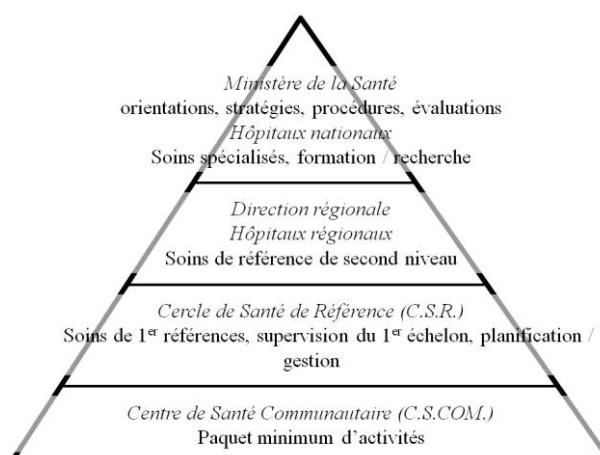 Ministère de la Santé
orientations, stratégies, procédures, évaluations
Hôpitaux nationaux
Soins spécialisés, formation / recherche
Direction régionale
Hôpitaux régionaux
Soins de référence de second niveau
Cercle de Santé de Référence (C.S.R.)
Soins de 1er références, supervision du 1er échelon, planification /
gestion
Centre de Santé Communautaire (C.S.COM.)
Paquet minimum d'activités